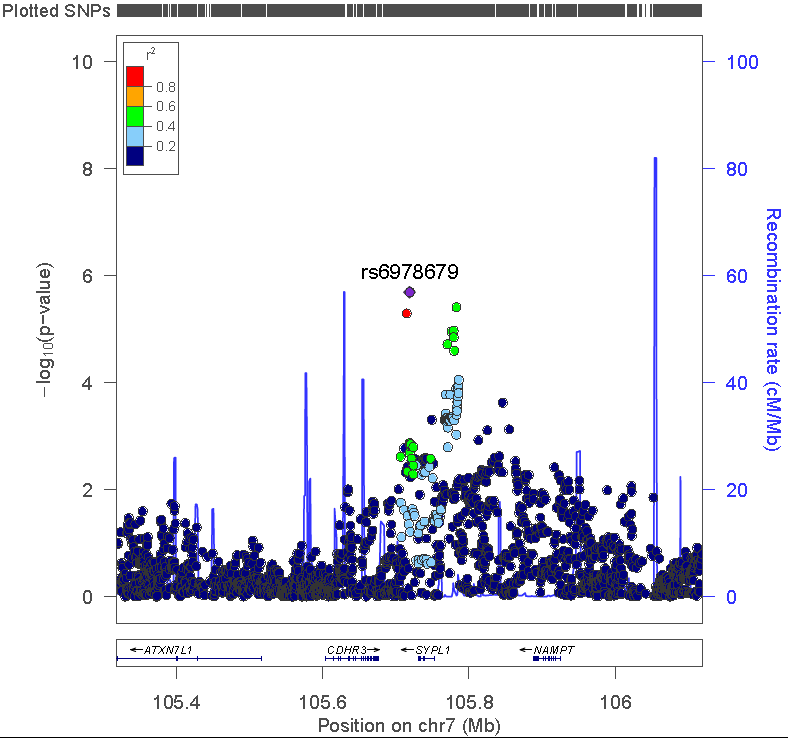 Plotted SNPs
10
8
6
4
2
0
−log10(p−value)
r2
0.8
0.6
0.4
0.2
rs6978679
100
80
60
40
20
0
Recombination rate (cM/Mb)
←ATXN7L1
CDHR3→
←SYPL1
←NAMPT
105.4
105.6
105.8
106
Position on chr7 (Mb)